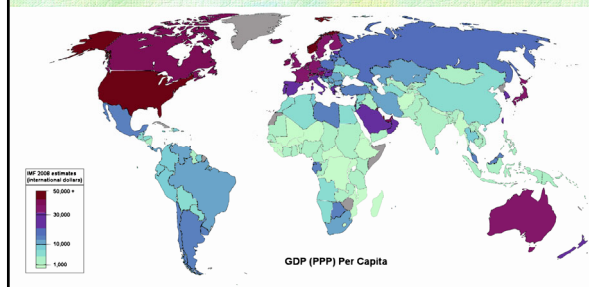 IMF 2008 estimates
(international dollars)
50,000 +
30,000
10,000
1,000
GDP (PPP) Per Capita